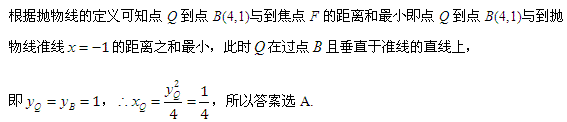 根据抛物线的定义可知点 Q 到点 B(4,1)与到焦点 F 的距离和最小即点 Q 到点 B(4,1)与到抛
物线准线 x = −1 的距离之和最小，此时 Q 在过点 B 且垂直于准线的直线上，
即 y_Q = y_B = 1，∴ x_Q = y_Q^2/4 = 1/4，所以答案选 A.